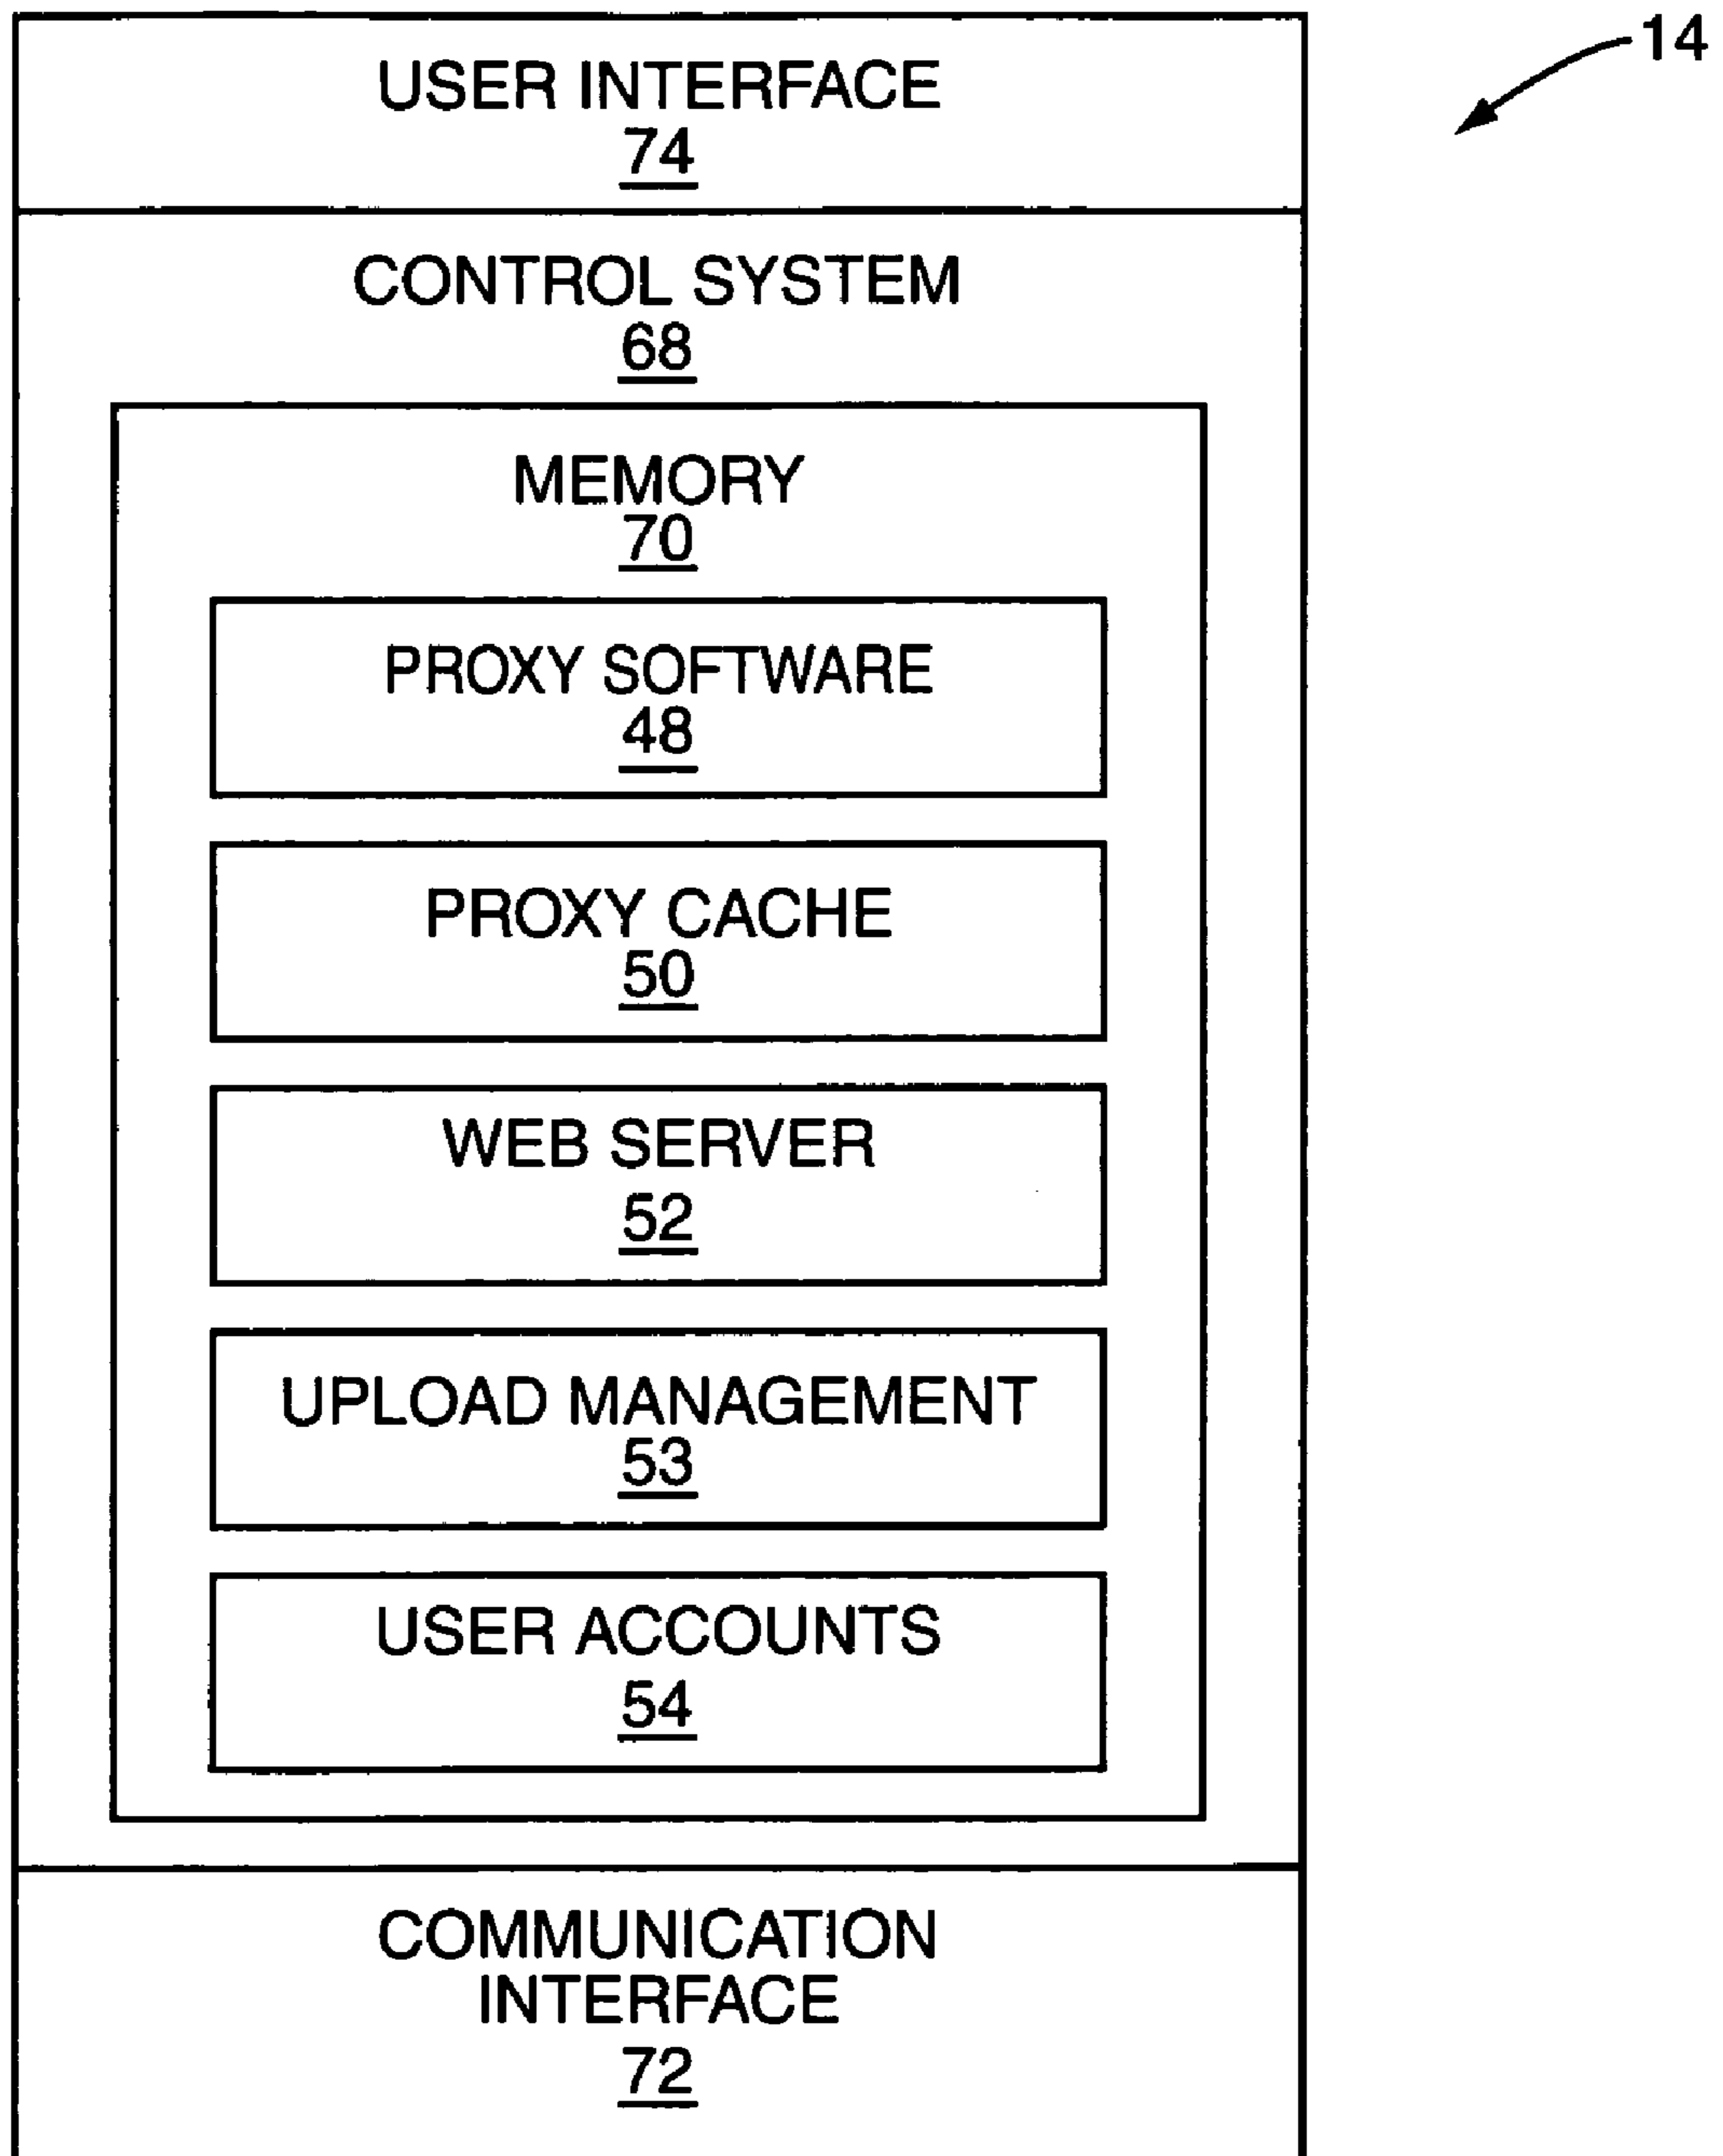 14
USER INTERFACE
74
CONTROL SYSTEM
68
MEMORY
70
PROXY SOFTWARE
48
PROXY CACHE
50
WEB SERVER
52
UPLOAD MANAGEMENT
53
USER ACCOUNTS
54
COMMUNICATION
INTERFACE
72